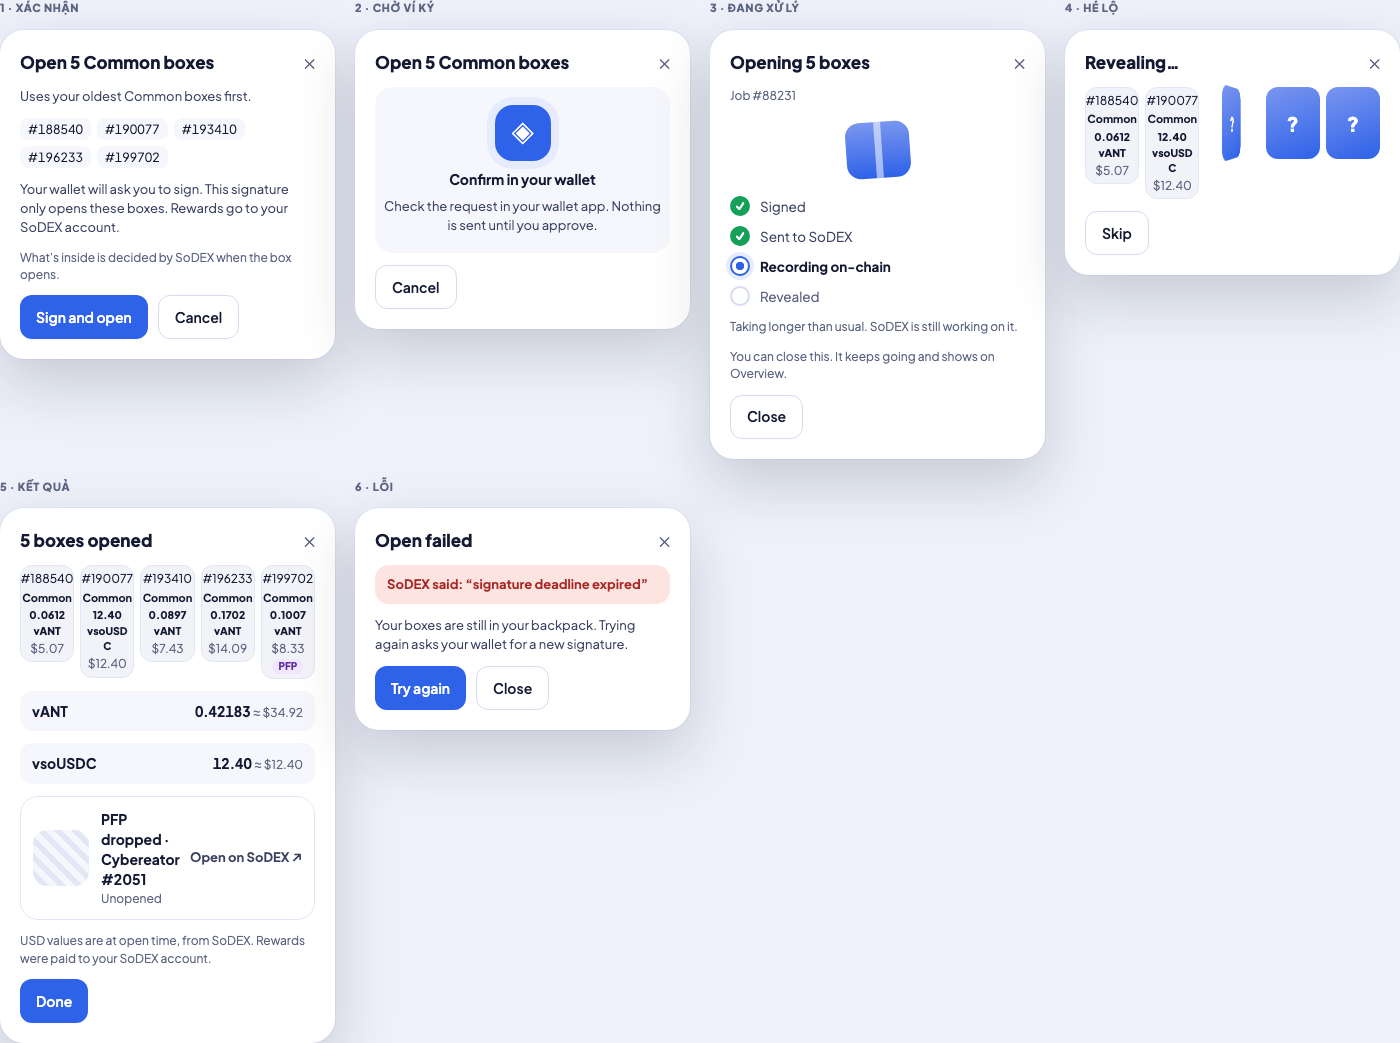 1 · XÁC NHẬN
Open 5 Common boxes
Uses your oldest Common boxes first.
#188540 #190077 #193410
#196233 #199702
Your wallet will ask you to sign. This signature
only opens these boxes. Rewards go to your
SoDEX account.
What's inside is decided by SoDEX when the box
opens.
Sign and open
Cancel
2 · CHỜ VÍ KÝ
Open 5 Common boxes
Confirm in your wallet
Check the request in your wallet app. Nothing
is sent until you approve.
Cancel
3 · ĐANG XỬ LÝ
Opening 5 boxes
Job #88231
Signed
Sent to SoDEX
Recording on-chain
Revealed
Taking longer than usual. SoDEX is still working on it.
You can close this. It keeps going and shows on
Overview.
Close
4 · HÉ LỘ
Revealing…
#188540
Common
0.0612
vANT
$5.07
#190077
Common
12.40
vsoUSD
C
$12.40
?
?
?
Skip
5 · KẾT QUẢ
5 boxes opened
#188540
Common
0.0612
vANT
$5.07
#190077
Common
12.40
vsoUSD
C
$12.40
#193410
Common
0.0897
vANT
$7.43
#196233
Common
0.1702
vANT
$14.09
#199702
Common
0.1007
vANT
$8.33
PFP
vANT 0.42183 ≈ $34.92
vsoUSDC 12.40 ≈ $12.40
PFP
dropped ·
Cybereator
#2051
Unopened
Open on SoDEX ↗
USD values are at open time, from SoDEX. Rewards
were paid to your SoDEX account.
Done
6 · LỖI
Open failed
SoDEX said: “signature deadline expired”
Your boxes are still in your backpack. Trying
again asks your wallet for a new signature.
Try again
Close